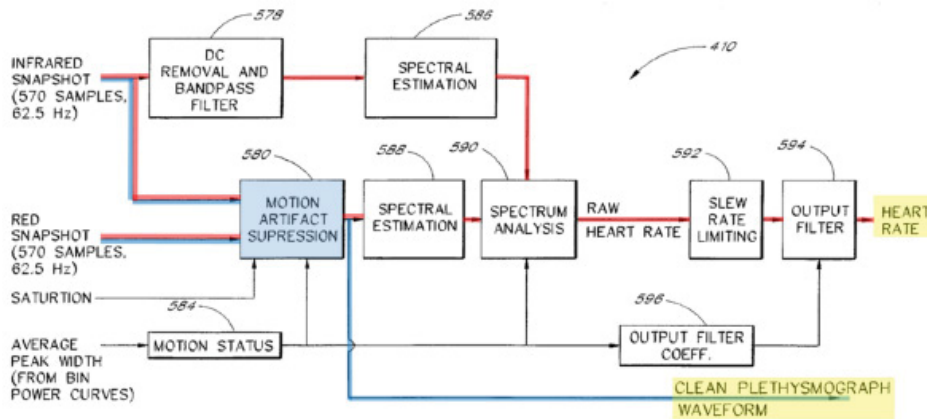 578
586
410
INFRARED
SNAPSHOT
(570 SAMPLES,
62.5 Hz)
DC
REMOVAL AND
BANDPASS
FILTER
SPECTRAL
ESTIMATION
580
588
590
592
594
MOTION
ARTIFACT
SUPRESSION
SPECTRAL
ESTIMATION
SPECTRUM
ANALYSIS
RAW
HEART RATE
SLEW
RATE
LIMITING
OUTPUT
FILTER
HEART
RATE
RED
SNAPSHOT
(570 SAMPLES,
62.5 Hz)
SATURTION
584
596
AVERAGE
PEAK WIDTH
(FROM BIN
POWER CURVES)
MOTION STATUS
OUTPUT FILTER
COEFF.
CLEAN PLETHYSMOGRAPH
WAVEFORM